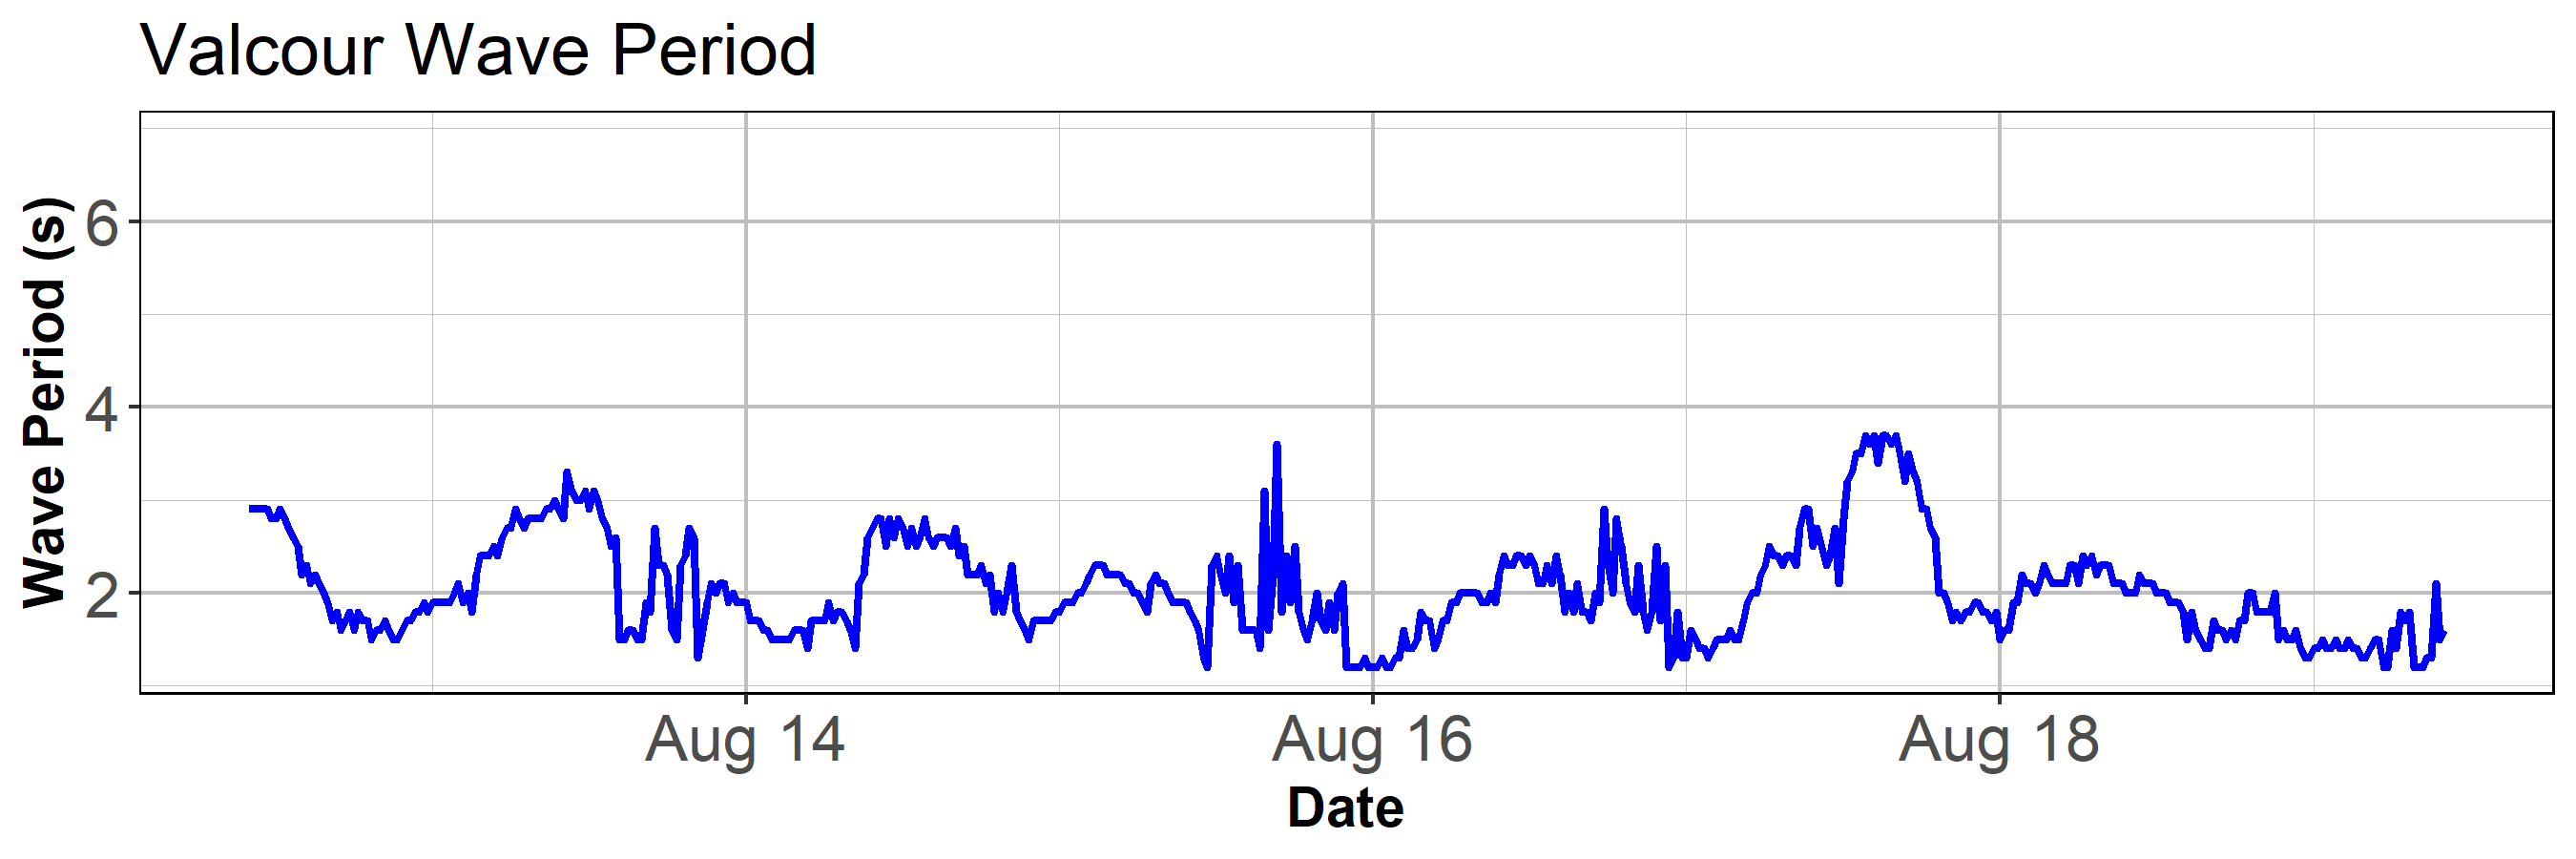 Valcour Wave Period
Wave Period (s)
6
4
2
Aug 14 Aug 16 Aug 18
Date